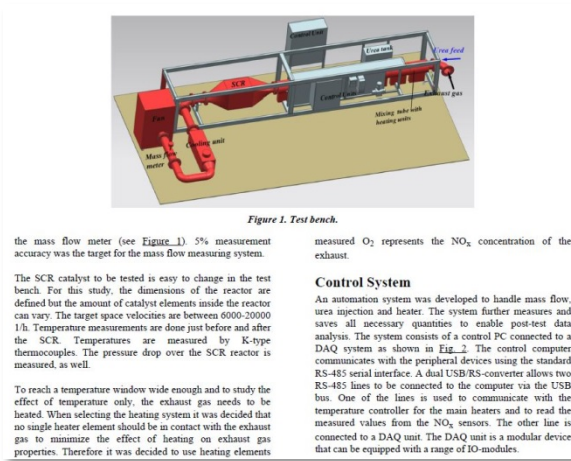 Control Unit
Urea tank
Urea feed
SCR
Control Unit
Exhaust gas
Fan
Mixing tube with
heating units
Cooling unit
Mass flow
meter
Figure 1. Test bench.
the mass flow meter (see Figure 1). 5% measurement
accuracy was the target for the mass flow measuring system.
The SCR catalyst to be tested is easy to change in the test
bench. For this study, the dimensions of the reactor are
defined but the amount of catalyst elements inside the reactor
can vary. The target space velocities are between 6000-20000
1/h. Temperature measurements are done just before and after
the SCR. Temperatures are measured by K-type
thermocouples. The pressure drop over the SCR reactor is
measured, as well.
To reach a temperature window wide enough and to study the
effect of temperature only, the exhaust gas needs to be
heated. When selecting the heating system it was decided that
no single heater element should be in contact with the exhaust
gas to minimize the effect of heating on exhaust gas
properties. Therefore it was decided to use heating elements
measured O2 represents the NOx concentration of the
exhaust.
Control System
An automation system was developed to handle mass flow,
urea injection and heater. The system further measures and
saves all necessary quantities to enable post-test data
analysis. The system consists of a control PC connected to a
DAQ system as shown in Fig. 2. The control computer
communicates with the peripheral devices using the standard
RS-485 serial interface. A dual USB/RS-converter allows two
RS-485 lines to be connected to the computer via the USB
bus. One of the lines is used to communicate with the
temperature controller for the main heaters and to read the
measured values from the NOx sensors. The other line is
connected to a DAQ unit. The DAQ unit is a modular device
that can be equipped with a range of IO-modules.